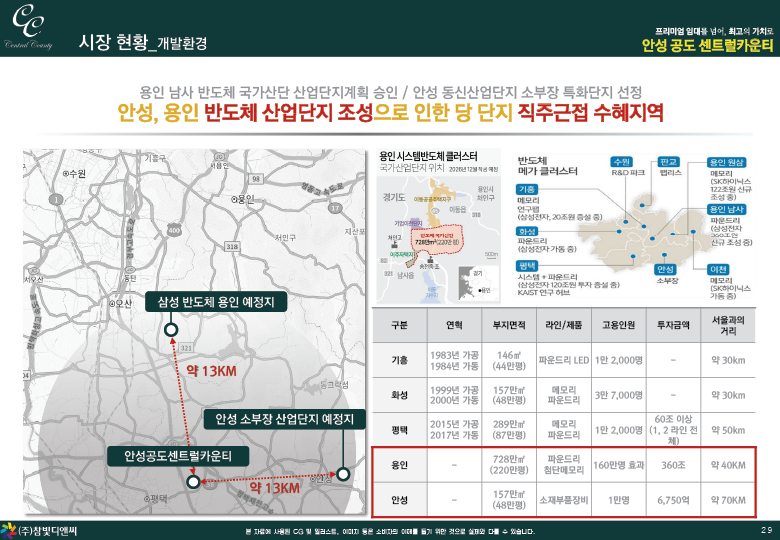 CC
Central County
시장 현황_개발환경
프리미엄 임대를 넘어, 최고의 가치로
안성 공도 센트럴카운티
용인 남사 반도체 국가산단 산업단지계획 승인 / 안성 동신산업단지 소부장 특화단지 선정
안성, 용인 반도체 산업단지 조성으로 인한 당 단지 직주근접 수혜지역
기흥구
수원
용인
98
1
17
400
318
처인구
지산포
오산
삼성 반도체 용인 예정지
321
약 13KM
안성 소부장 산업단지 예정지
안성공도센트럴카운티
약 13KM
평택
용인 시스템반도체 클러스터
국가산업단지 위치
2026년 12월 착공 예정
경기도
용인시
처인구
이동읍
반도체 국가산단
728만㎡(220만 평)
남사읍
경기
용인
반도체
메가 클러스터
수원
R&D 파크
판교
팹리스
용인 원삼
메모리
(SK하이닉스
122조원 신규
조성 중)
기흥
메모리
연구팹
(삼성전자, 20조원 증설 중)
용인 남사
파운드리
(삼성전자
신규 조성 중)
화성
파운드리
(삼성전자 가동 중)
평택
시스템 + 파운드리
(삼성전자 120조원 투자 증설 중)
KAIST 연구 허브
안성
소부장
이천
메모리
(SK하이닉스
가동 중)
구분 연혁 부지면적 라인/제품 고용인원 투자금액 서울과의 거리
기흥 1983년 가공 1984년 가동 146㎡ (44만평) 파운드리 LED 1만 2,000명 – 약 30km
화성 1999년 가공 2000년 가동 157만㎡ (48만평) 메모리 파운드리 3만 7,000명 – 약 30km
평택 2015년 가공 2017년 가동 289만㎡ (87만평) 메모리 파운드리 1만 2,000명 60조 이상 (1, 2 라인 전체) 약 50km
용인 – 728만㎡ (220만평) 파운드리 첨단메모리 160만명 효과 360조 약 40KM
안성 – 157만㎡ (48만평) 소재부품장비 1만명 6,750억 약 70KM
(주)참빛디앤씨
본 자료에 사용된 CG 및 일러스트, 이미지 등은 소비자의 이해를 돕기 위한 것으로 실제와 다를 수 있습니다.
29